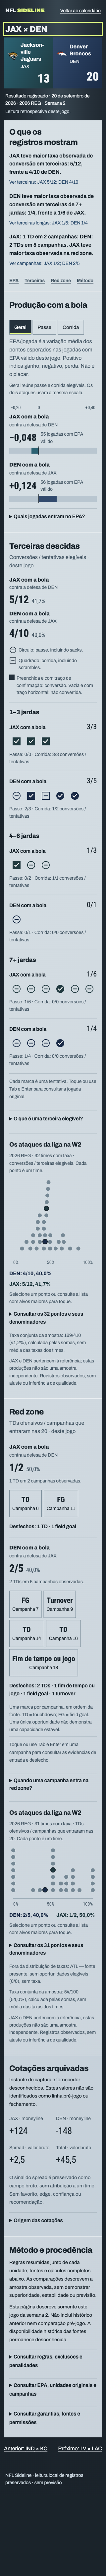 NFL SIDELINE
Voltar ao calendário
JAX × DEN
Jackson-
ville
Jaguars
JAX
13
Denver
Broncos
DEN
20
Resultado registrado · 20 de setembro de
2026 · 2026 REG · Semana 2
Leitura retrospectiva deste jogo.
O que os
registros mostram
JAX teve maior taxa observada de
conversão em terceiras: 5/12,
frente a 4/10 de DEN.
Ver terceiras: JAX 5/12, DEN 4/10
DEN teve maior taxa observada de
conversão em terceiras de 7+
jardas: 1/4, frente a 1/6 de JAX.
Ver terceiras longas: JAX 1/6; DEN 1/4
JAX: 1 TD em 2 campanhas; DEN:
2 TDs em 5 campanhas. JAX teve
maior taxa observada na red zone.
Ver campanhas: JAX 1/2; DEN 2/5
EPA
Terceiras
Red zone
Método
Produção com a bola
Geral
Passe
Corrida
EPA/jogada é a variação média dos
pontos esperados nas jogadas com
EPA válido deste jogo. Positivo
indica ganho; negativo, perda. Não é
o placar.
Geral reúne passe e corrida elegíveis. Os
dois ataques usam a mesma escala.
0
JAX com a bola
contra a defesa de DEN
−0,048
55 jogadas com EPA
válido
DEN com a bola
contra a defesa de JAX
+0,124
56 jogadas com EPA
válido
▸ Quais jogadas entram no EPA?
Terceiras descidas
Conversões / tentativas elegíveis ·
deste jogo
JAX com a bola
contra a defesa de DEN
5/12 41,7%
DEN com a bola
contra a defesa de JAX
4/10 40,0%
Círculo: passe, incluindo sacks.
Quadrado: corrida, incluindo
scrambles.
Preenchida e com traço da
confirmação: conversão. Vazia e com
traço horizontal: não convertida.
1–3 jardas
JAX com a bola
3/3
Passe: 0/0 · Corrida: 3/3 conversões /
tentativas
DEN com a bola
3/5
Passe: 2/3 · Corrida: 1/2 conversões /
tentativas
4–6 jardas
JAX com a bola
1/3
Passe: 0/2 · Corrida: 1/1 conversões /
tentativas
DEN com a bola
0/1
Passe: 0/1 · Corrida: 0/0 conversões /
tentativas
7+ jardas
JAX com a bola
1/6
Passe: 1/6 · Corrida: 0/0 conversões /
tentativas
DEN com a bola
1/4
Passe: 1/4 · Corrida: 0/0 conversões /
tentativas
Cada marca é uma tentativa. Toque ou use
Tab e Enter para consultar a jogada
original.
▸ O que é uma terceira elegível?
Os ataques da liga na W2
2026 REG · 32 times com taxas
conversões / terceiras elegíveis. Cada
ponto é um time.
0%
50%
100%
DEN: 4/10, 40,0%
JAX: 5/12, 41,7%
Selecione um ponto ou consulte a lista
com alvos maiores para toque.
▸ Consultar os 32 pontos e seus
denominadores
JAX e DEN pertencem à referência; estas
produções não são uma amostra
independente. Registros observados, sem
ajuste ou inferência de qualidade.
Red zone
TDs ofensivos / campanhas que
entraram nas 20 · deste jogo
JAX com a bola
contra a defesa de DEN
1/2 50,0%
1 TD em 2 campanhas observadas.
TD
Campanha 6
FG
Campanha 11
Desfechos: 1 TD · 1 field goal
DEN com a bola
contra a defesa de JAX
2/5 40,0%
2 TDs em 5 campanhas observadas.
FG
Campanha 7
Turnover
Campanha 9
TD
Campanha 14
TD
Campanha 16
Fim de tempo ou jogo
Campanha 18
Desfechos: 2 TDs · 1 fim de tempo ou
jogo · 1 field goal · 1 turnover
Uma marca por campanha, em ordem da
fonte. TD = touchdown; FG = field goal.
Uma única oportunidade não demonstra
uma capacidade estável.
Toque ou use Tab e Enter em uma
campanha para consultar as evidências de
entrada e desfecho.
▸ Quando uma campanha entra na
red zone?
Os ataques da liga na W2
2026 REG · 31 times com taxas · TDs
ofensivos / campanhas que entraram nas
20. Cada ponto é um time.
0%
50%
100%
DEN: 2/5, 40,0%
JAX: 1/2, 50,0%
Selecione um ponto ou consulte a lista
com alvos maiores para toque.
▸ Consultar os 31 pontos e seus
denominadores
Fora da distribuição de taxas: ATL — fonte
presente, sem oportunidades elegíveis
(0/0), sem taxa.
Taxa conjunta da amostra: 54/100
(54,0%), calculada pelas somas, sem
média das taxas dos times.
JAX e DEN pertencem à referência; estas
produções não são uma amostra
independente. Registros observados, sem
ajuste ou inferência de qualidade.
Cotações arquivadas
Instante de captura e fornecedor
desconhecidos. Estes valores não são
identificados como linha pré-jogo ou
fechamento.
JAX · moneyline
+124
DEN · moneyline
-148
Spread · valor bruto
+2,5
Total · valor bruto
+45,5
O sinal do spread é preservado como
campo bruto, sem atribuição a um time.
Sem favorito, edge, confiança ou
recomendação.
▸ Origem das cotações
Método e procedência
Regras resumidas junto de cada
unidade; fontes e cálculos completos
abaixo. As comparações descrevem a
amostra observada, sem demonstrar
superioridade, estabilidade ou previsão.
Esta página descreve somente este
jogo da semana 2. Não inclui histórico
anterior nem comparação pré-jogo. A
disponibilidade histórica das fontes
permanece desconhecida.
▸ Consultar regras, exclusões e
penalidades
▸ Consultar EPA, unidades originais e
campanhas
▸ Consultar garantias, fontes e
permissões
Anterior: IND × KC
Próximo: LV × LAC
NFL Sideline · leitura local de registros
preservados · sem previsão